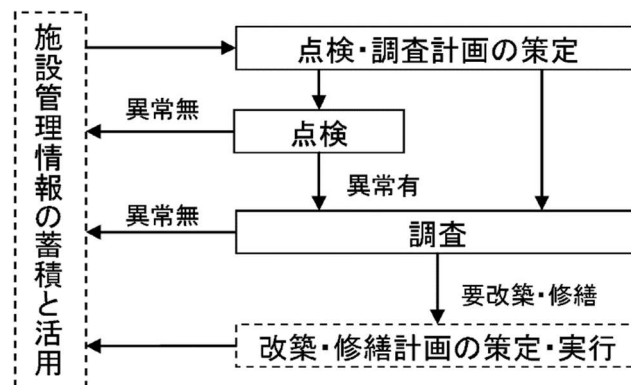 施設管理情報の蓄積と活用
点検・調査計画の策定
異常無
点検
異常有
異常無
調査
要改築・修繕
改築・修繕計画の策定・実行